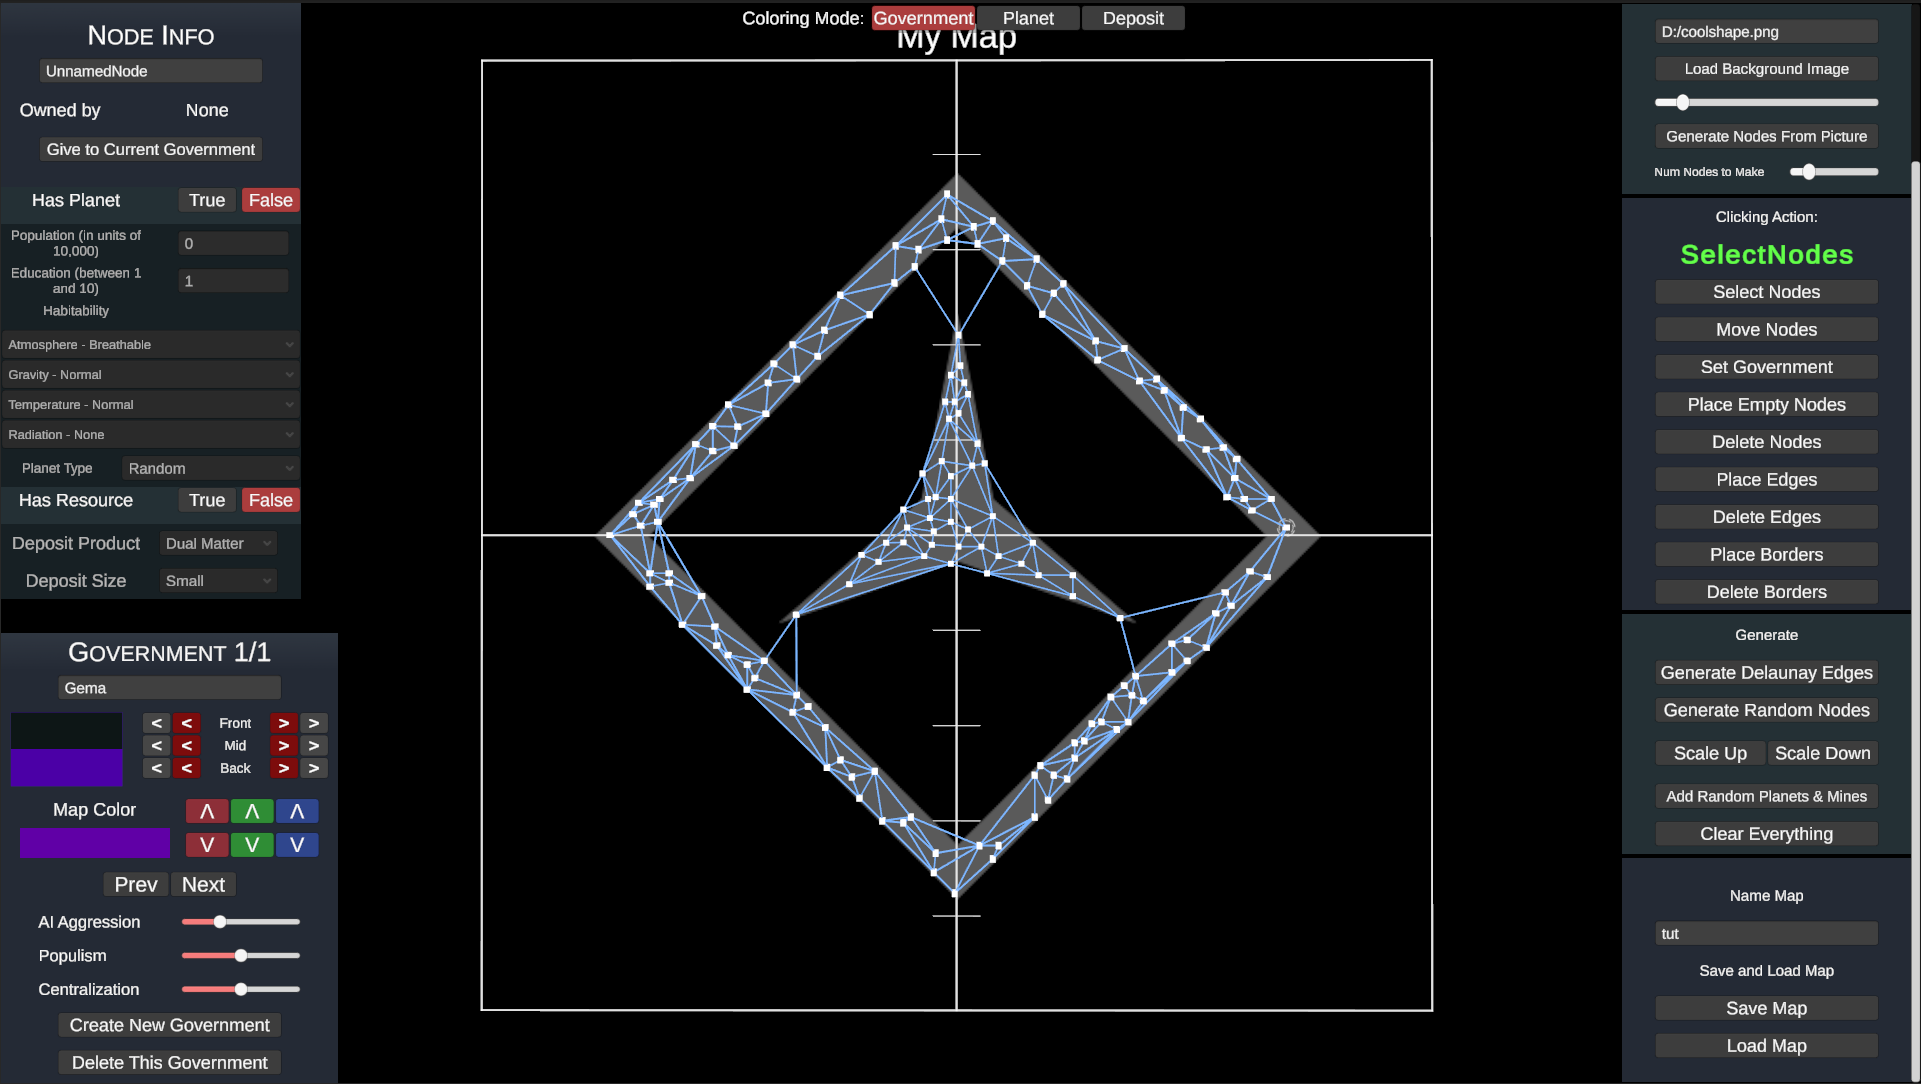 Coloring Mode: Government Planet Deposit
My Map
NODE INFO
UnnamedNode
Owned by None
Give to Current Government
Has Planet True False
Population (in units of
10,000)
0
Education (between 1
and 10)
1
Habitability
Atmosphere - Breathable
Gravity - Normal
Temperature - Normal
Radiation - None
Planet Type Random
Has Resource True False
Deposit Product Dual Matter
Deposit Size Small
GOVERNMENT 1/1
Gema
< < Front > >
< < Mid > >
< < Back > >
Map Color Λ Λ Λ
V V V
Prev Next
AI Aggression
Populism
Centralization
Create New Government
Delete This Government
D:/coolshape.png
Load Background Image
Generate Nodes From Picture
Num Nodes to Make
Clicking Action:
SelectNodes
Select Nodes
Move Nodes
Set Government
Place Empty Nodes
Delete Nodes
Place Edges
Delete Edges
Place Borders
Delete Borders
Generate
Generate Delaunay Edges
Generate Random Nodes
Scale Up Scale Down
Add Random Planets & Mines
Clear Everything
Name Map
tut
Save and Load Map
Save Map
Load Map